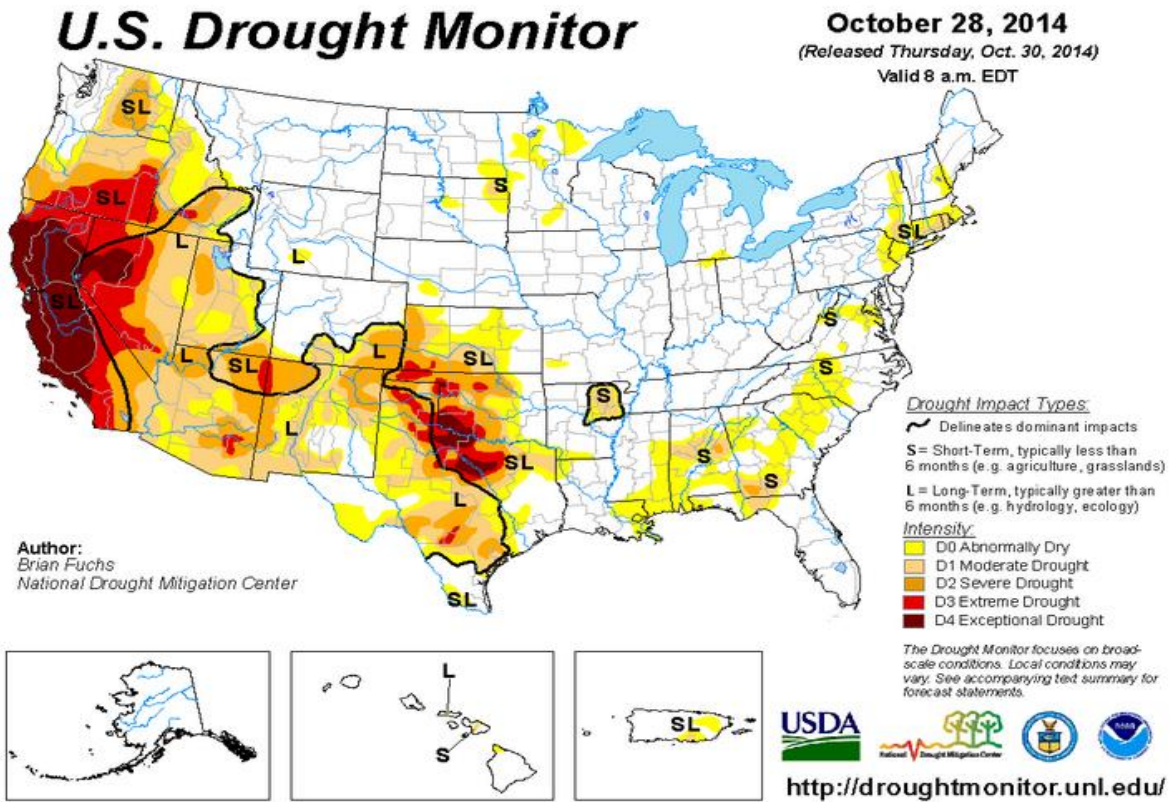 U.S. Drought Monitor
October 28, 2014
(Released Thursday, Oct. 30, 2014)
Valid 8 a.m. EDT
SL
SL
S
SL
L
L
SL
S
L
SL
L
SL
S
S
L
S
SL
S
L
SL
Drought Impact Types:
Delineates dominant impacts
S = Short-Term, typically less than
6 months (e.g. agriculture, grasslands)
L = Long-Term, typically greater than
6 months (e.g. hydrology, ecology)
Intensity:
D0 Abnormally Dry
D1 Moderate Drought
D2 Severe Drought
D3 Extreme Drought
D4 Exceptional Drought
Author:
Brian Fuchs
National Drought Mitigation Center
The Drought Monitor focuses on broad-
scale conditions. Local conditions may
vary. See accompanying text summary for
forecast statements.
L
S
SL
USDA
National Drought Mitigation Center
http://droughtmonitor.unl.edu/